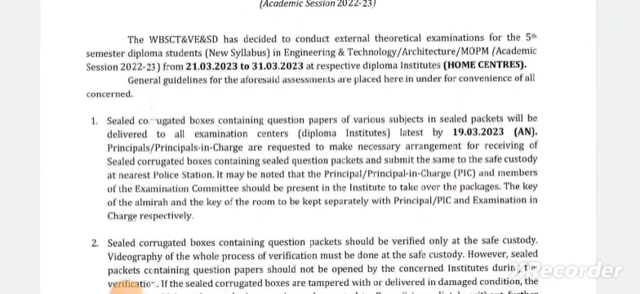 (Academic Session 2022-23)
The WBSCT&VE&SD has decided to conduct external theoretical examinations for the 5th
semester diploma students (New Syllabus) in Engineering & Technology/Architecture/MOPM (Academic
Session 2022-23) from 21.03.2023 to 31.03.2023 at respective diploma Institutes (HOME CENTRES).
General guidelines for the aforesaid assessments are placed here in under for convenience of all
concerned.
1. Sealed co ugated boxes containing question papers of various subjects in sealed packets will be
delivered to all examination centers (diploma Institutes) latest by 19.03.2023 (AN).
Principals/Principals-in-Charge are requested to make necessary arrangement for receiving of
Sealed corrugated boxes containing sealed question packets and submit the same to the safe custody
at nearest Police Station. It may be noted that the Principal/Principal-in-Charge (PIC) and members
of the Examination Committee should be present in the Institute to take over the packages. The key
of the almirah and the key of the room to be kept separately with Principal/PIC and Examination in
Charge respectively.
2. Sealed corrugated boxes containing question packets should be verified only at the safe custody.
Videography of the whole process of verification must be done at the safe custody. However, sealed
packets containing question papers should not be opened by the concerned Institutes during the
XRecorder
verification. If the sealed corrugated boxes are tampered with or delivered in damaged condition, the